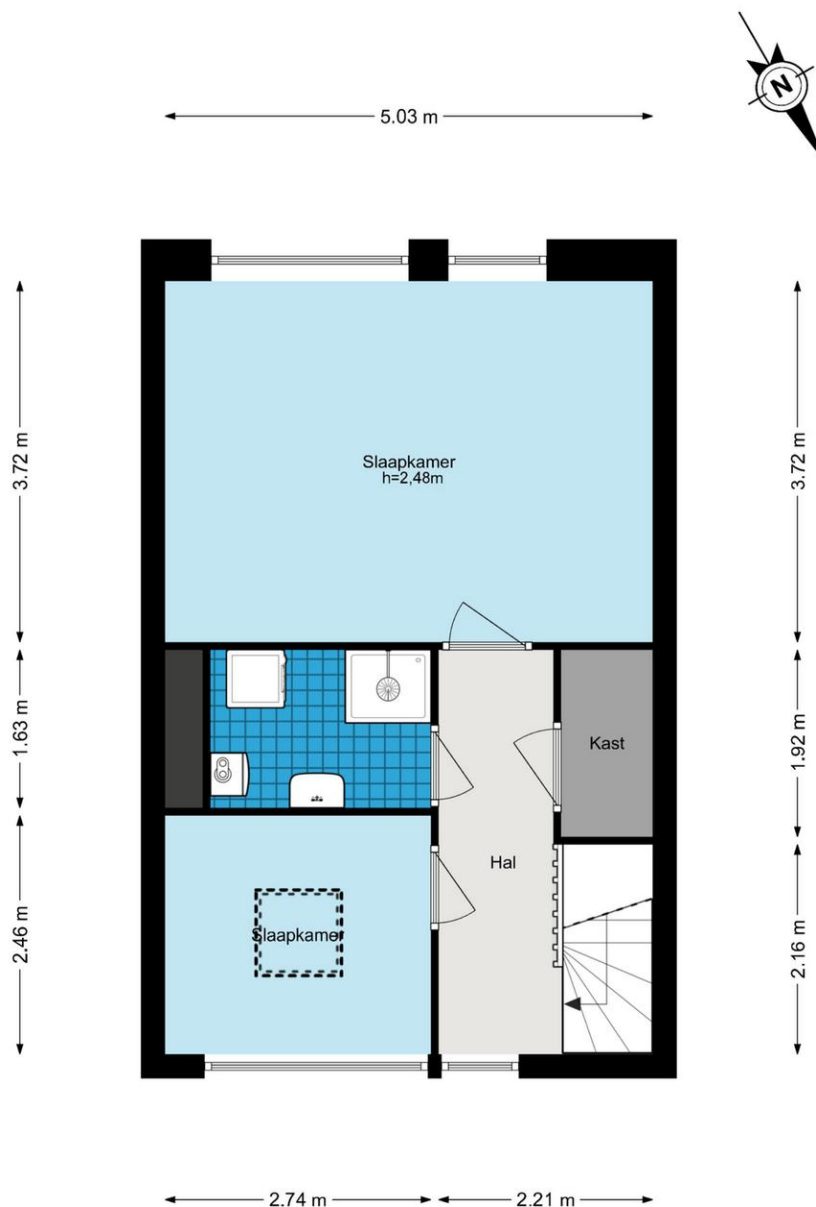 N
5.03 m
3.72 m
3.72 m
Slaapkamer
h=2,48m
1.63 m
1.92 m
Kast
Hal
2.46 m
Slaapkamer
2.16 m
2.74 m
2.21 m